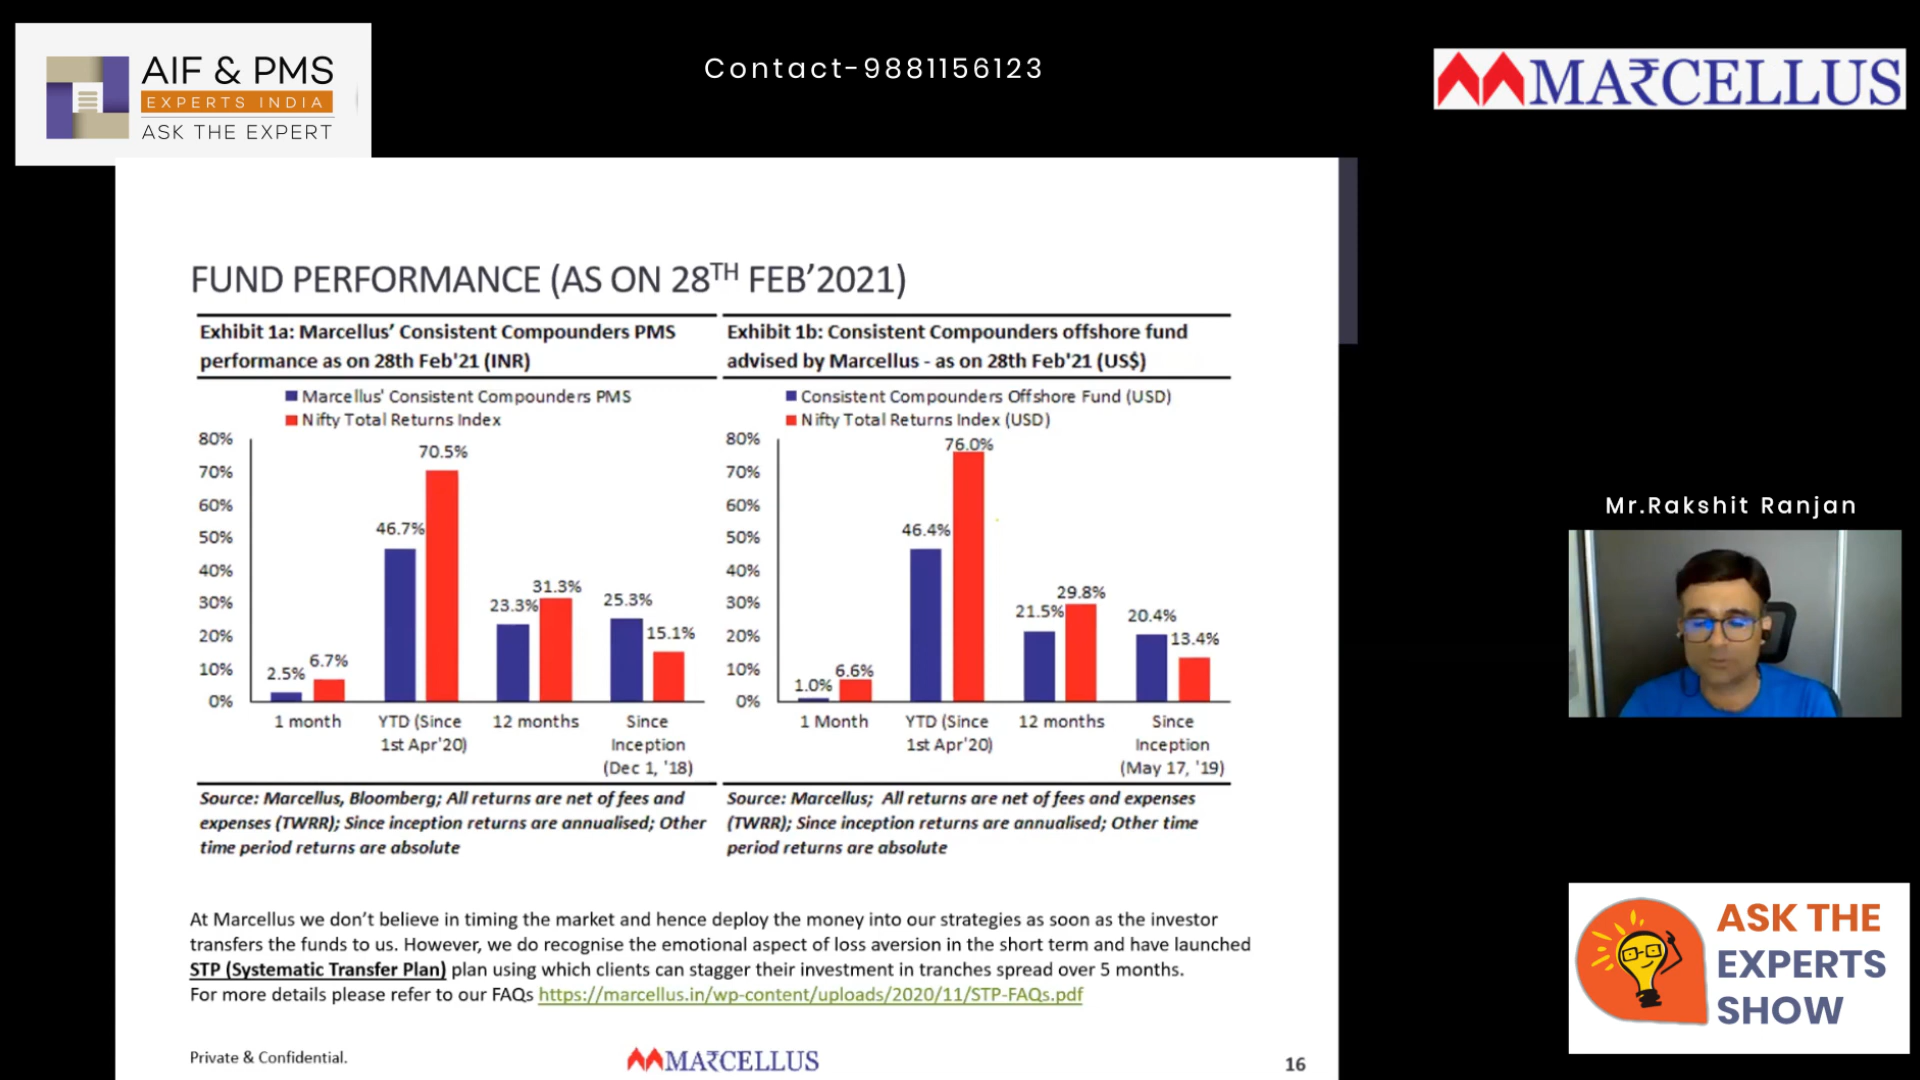 AIF & PMS
EXPERTS INDIA
ASK THE EXPERT
Contact-9881156123
MA₹CELLUS
FUND PERFORMANCE (AS ON 28TH FEB’2021)
Exhibit 1a: Marcellus’ Consistent Compounders PMS
performance as on 28th Feb'21 (INR)
Marcellus' Consistent Compounders PMS
Nifty Total Returns Index
80%
70%
60%
50%
40%
30%
20%
10%
0%
2.5%
6.7%
46.7%
70.5%
23.3%
31.3%
25.3%
15.1%
1 month
YTD (Since
1st Apr'20)
12 months
Since
Inception
(Dec 1, '18)
Source: Marcellus, Bloomberg; All returns are net of fees and
expenses (TWRR); Since inception returns are annualised; Other
time period returns are absolute
Exhibit 1b: Consistent Compounders offshore fund
advised by Marcellus - as on 28th Feb'21 (US$)
Consistent Compounders Offshore Fund (USD)
Nifty Total Returns Index (USD)
80%
70%
60%
50%
40%
30%
20%
10%
0%
1.0%
6.6%
46.4%
76.0%
21.5%
29.8%
20.4%
13.4%
1 Month
YTD (Since
1st Apr'20)
12 months
Since
Inception
(May 17, '19)
Source: Marcellus;  All returns are net of fees and expenses
(TWRR); Since inception returns are annualised; Other time
period returns are absolute
At Marcellus we don’t believe in timing the market and hence deploy the money into our strategies as soon as the investor
transfers the funds to us. However, we do recognise the emotional aspect of loss aversion in the short term and have launched
STP (Systematic Transfer Plan) plan using which clients can stagger their investment in tranches spread over 5 months.
For more details please refer to our FAQs https://marcellus.in/wp-content/uploads/2020/11/STP-FAQs.pdf
Private & Confidential.
MA₹CELLUS
16
Mr.Rakshit Ranjan
ASK THE
EXPERTS
SHOW